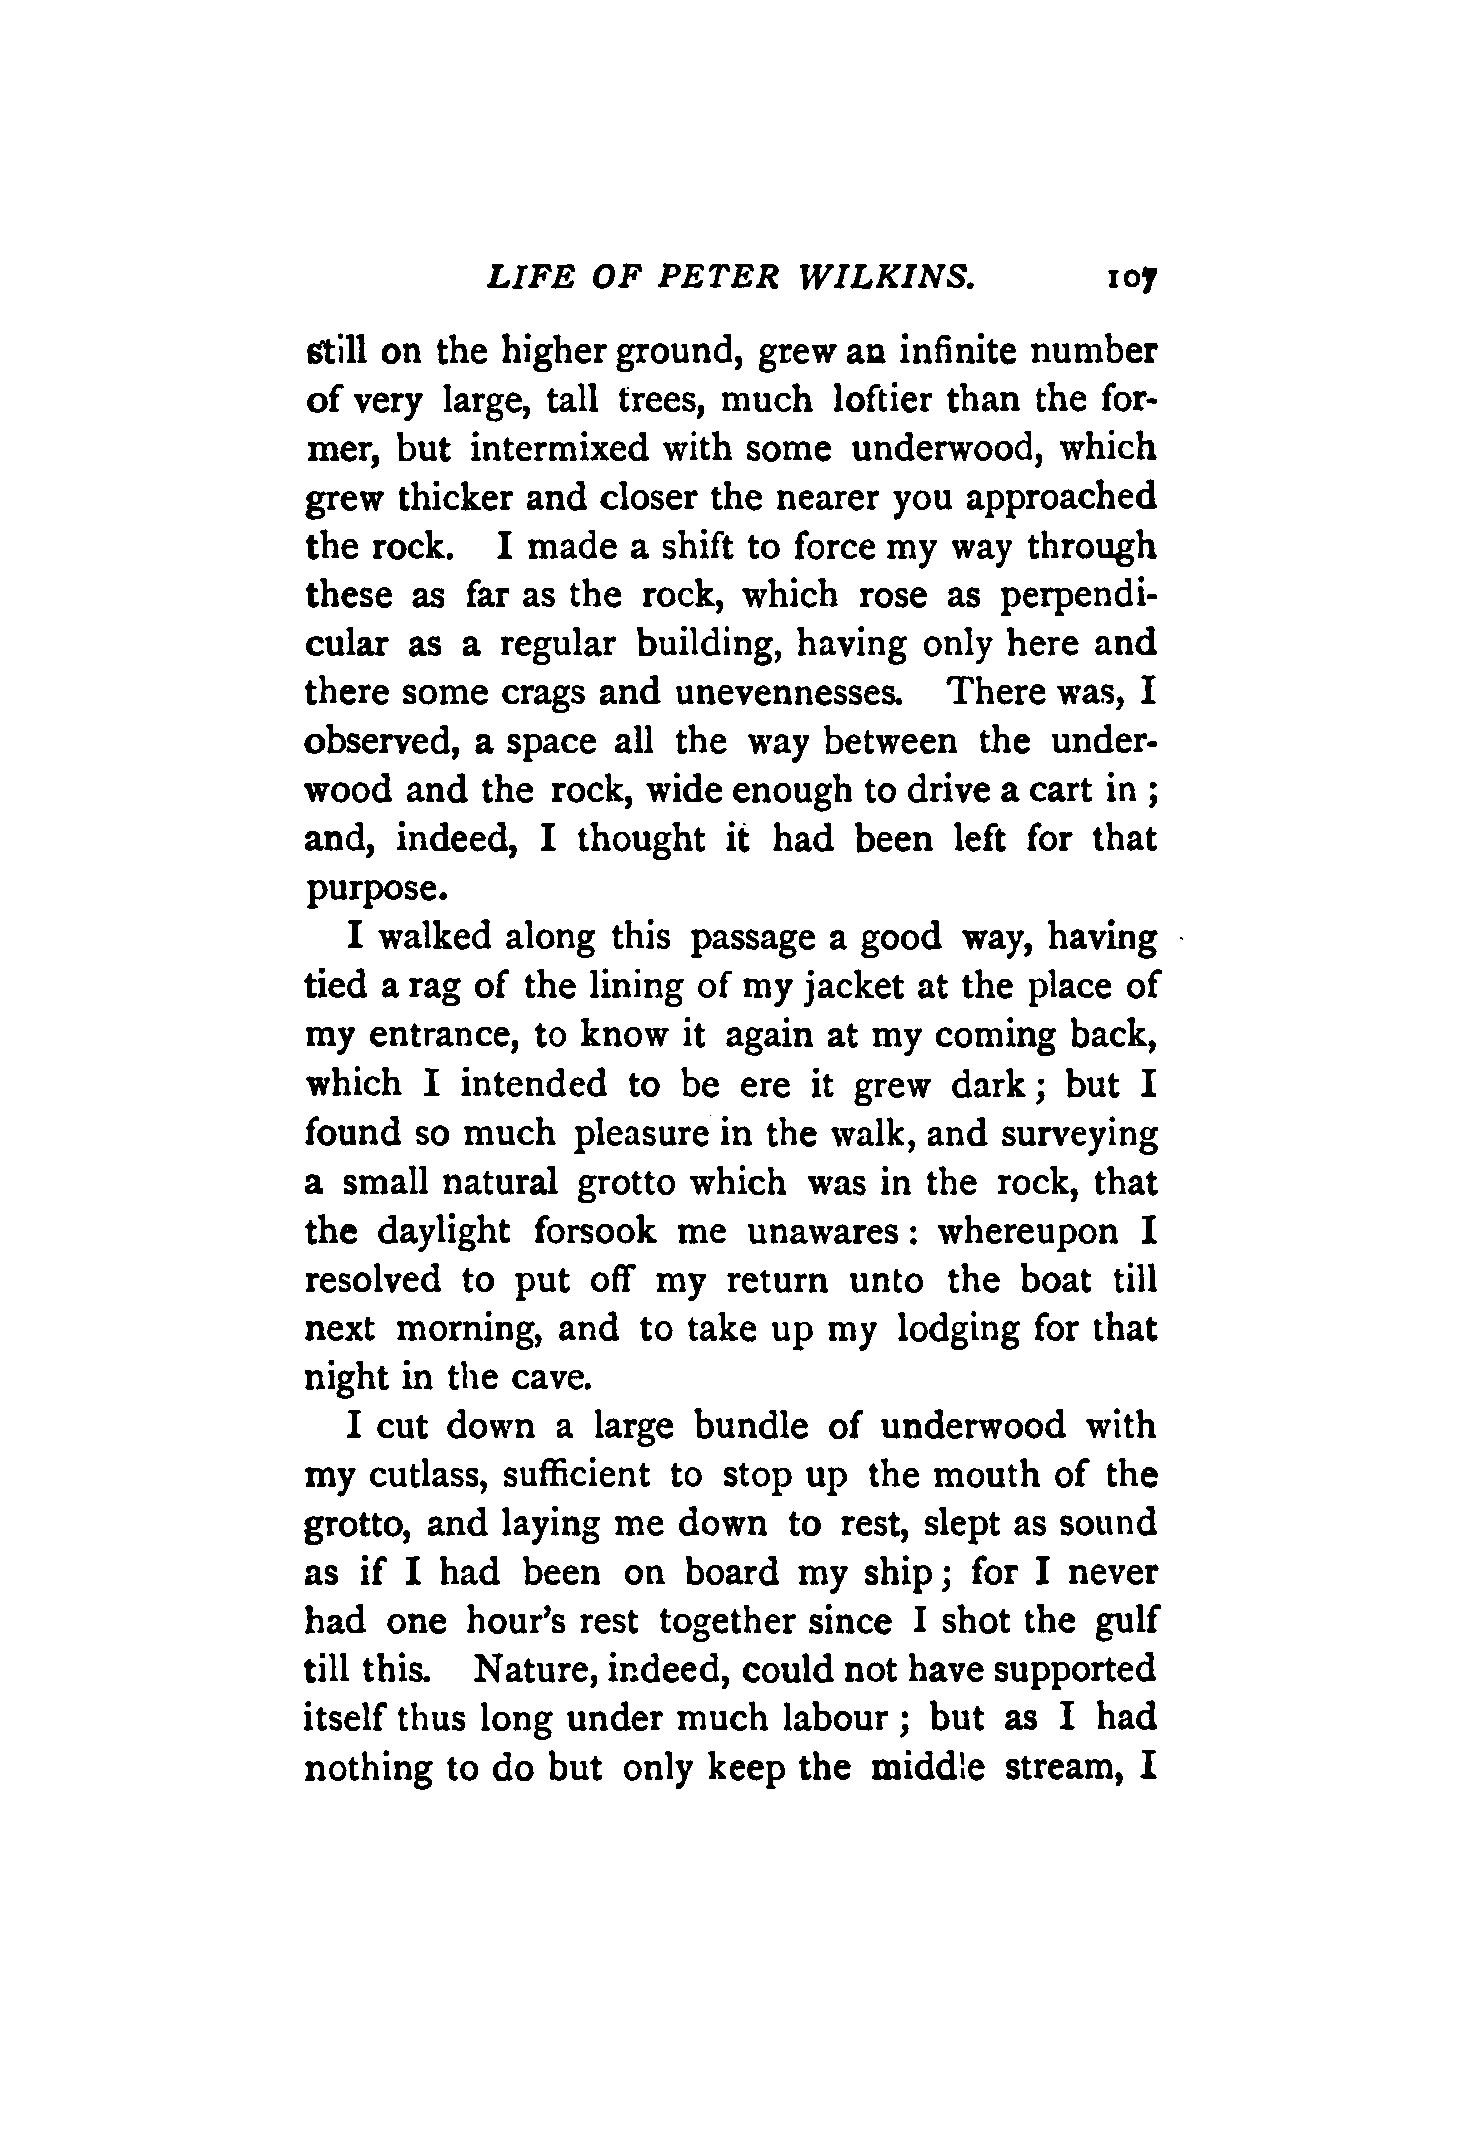 LIFE OF PETER WILKINS. 107
still on the higher ground, grew an infinite number
of very large, tall trees, much loftier than the for-
mer, but intermixed with some underwood, which
grew thicker and closer the nearer you approached
the rock. I made a shift to force my way through
these as far as the rock, which rose as perpendi-
cular as a regular building, having only here and
there some crags and unevennesses. There was, I
observed, a space all the way between the under-
wood and the rock, wide enough to drive a cart in ;
and, indeed, I thought it had been left for that
purpose.
I walked along this passage a good way, having
tied a rag of the lining of my jacket at the place of
my entrance, to know it again at my coming back,
which I intended to be ere it grew dark ; but I
found so much pleasure in the walk, and surveying
a small natural grotto which was in the rock, that
the daylight forsook me unawares : whereupon I
resolved to put off my return unto the boat till
next morning, and to take up my lodging for that
night in the cave.
I cut down a large bundle of underwood with
my cutlass, sufficient to stop up the mouth of the
grotto, and laying me down to rest, slept as sound
as if I had been on board my ship ; for I never
had one hour's rest together since I shot the gulf
till this. Nature, indeed, could not have supported
itself thus long under much labour ; but as I had
nothing to do but only keep the middle stream, I